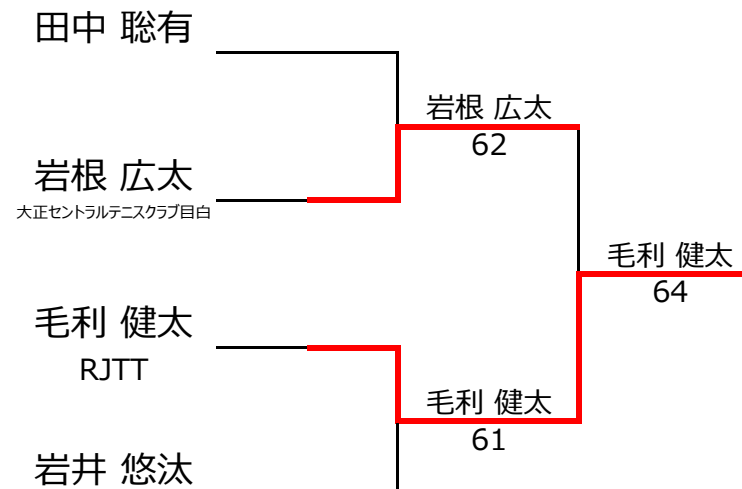 田中 聡有
岩根 広太
62
岩根 広太
大正セントラルテニスクラブ目白
毛利 健太
64
毛利 健太
RJTT
毛利 健太
61
岩井 悠汰